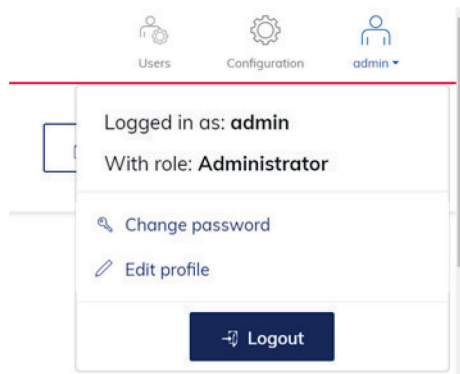 Users Configuration admin
Logged in as: admin
With role: Administrator
Change password
Edit profile
Logout